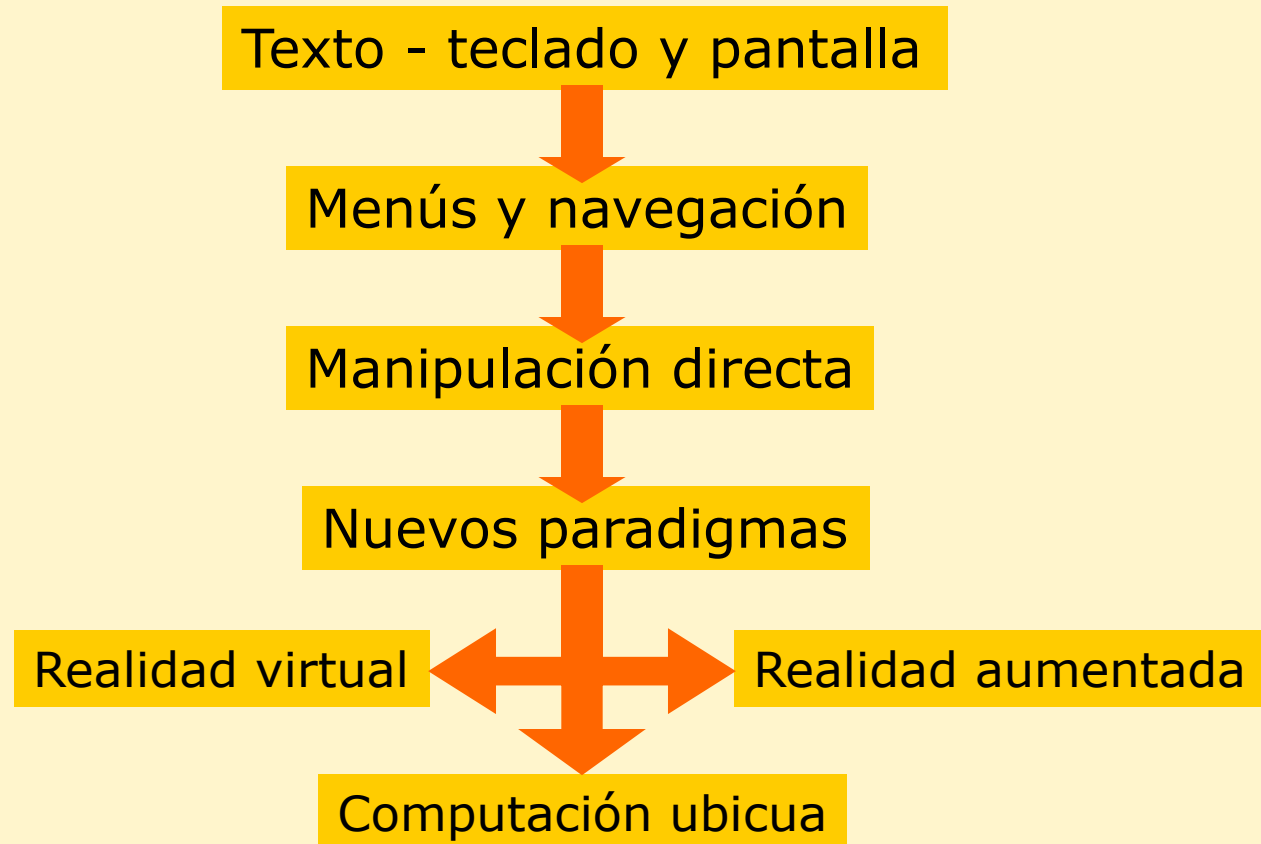 Texto - teclado y pantalla
Menús y navegación
Manipulación directa
Nuevos paradigmas
Realidad virtual
Realidad aumentada
Computación ubicua